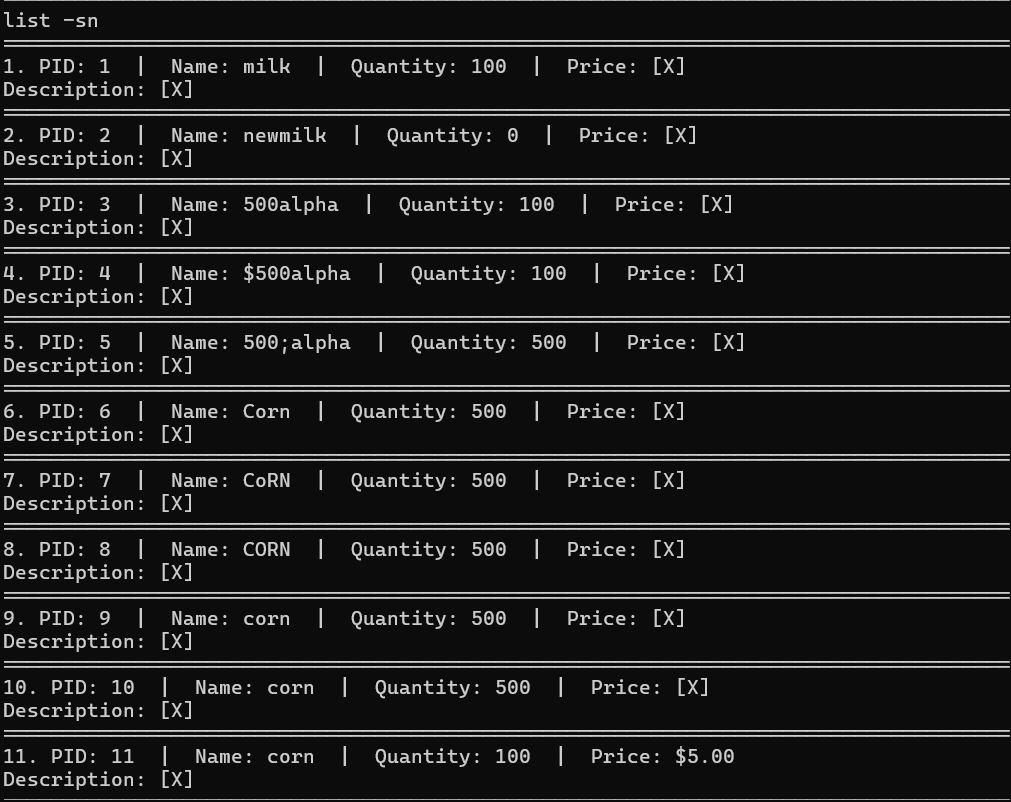 list -sn
1. PID: 1 | Name: milk | Quantity: 100 | Price: [X]
Description: [X]
2. PID: 2 | Name: newmilk | Quantity: 0 | Price: [X]
Description: [X]
3. PID: 3 | Name: 500alpha | Quantity: 100 | Price: [X]
Description: [X]
4. PID: 4 | Name: $500alpha | Quantity: 100 | Price: [X]
Description: [X]
5. PID: 5 | Name: 500;alpha | Quantity: 500 | Price: [X]
Description: [X]
6. PID: 6 | Name: Corn | Quantity: 500 | Price: [X]
Description: [X]
7. PID: 7 | Name: CoRN | Quantity: 500 | Price: [X]
Description: [X]
8. PID: 8 | Name: CORN | Quantity: 500 | Price: [X]
Description: [X]
9. PID: 9 | Name: corn | Quantity: 500 | Price: [X]
Description: [X]
10. PID: 10 | Name: corn | Quantity: 500 | Price: [X]
Description: [X]
11. PID: 11 | Name: corn | Quantity: 100 | Price: $5.00
Description: [X]